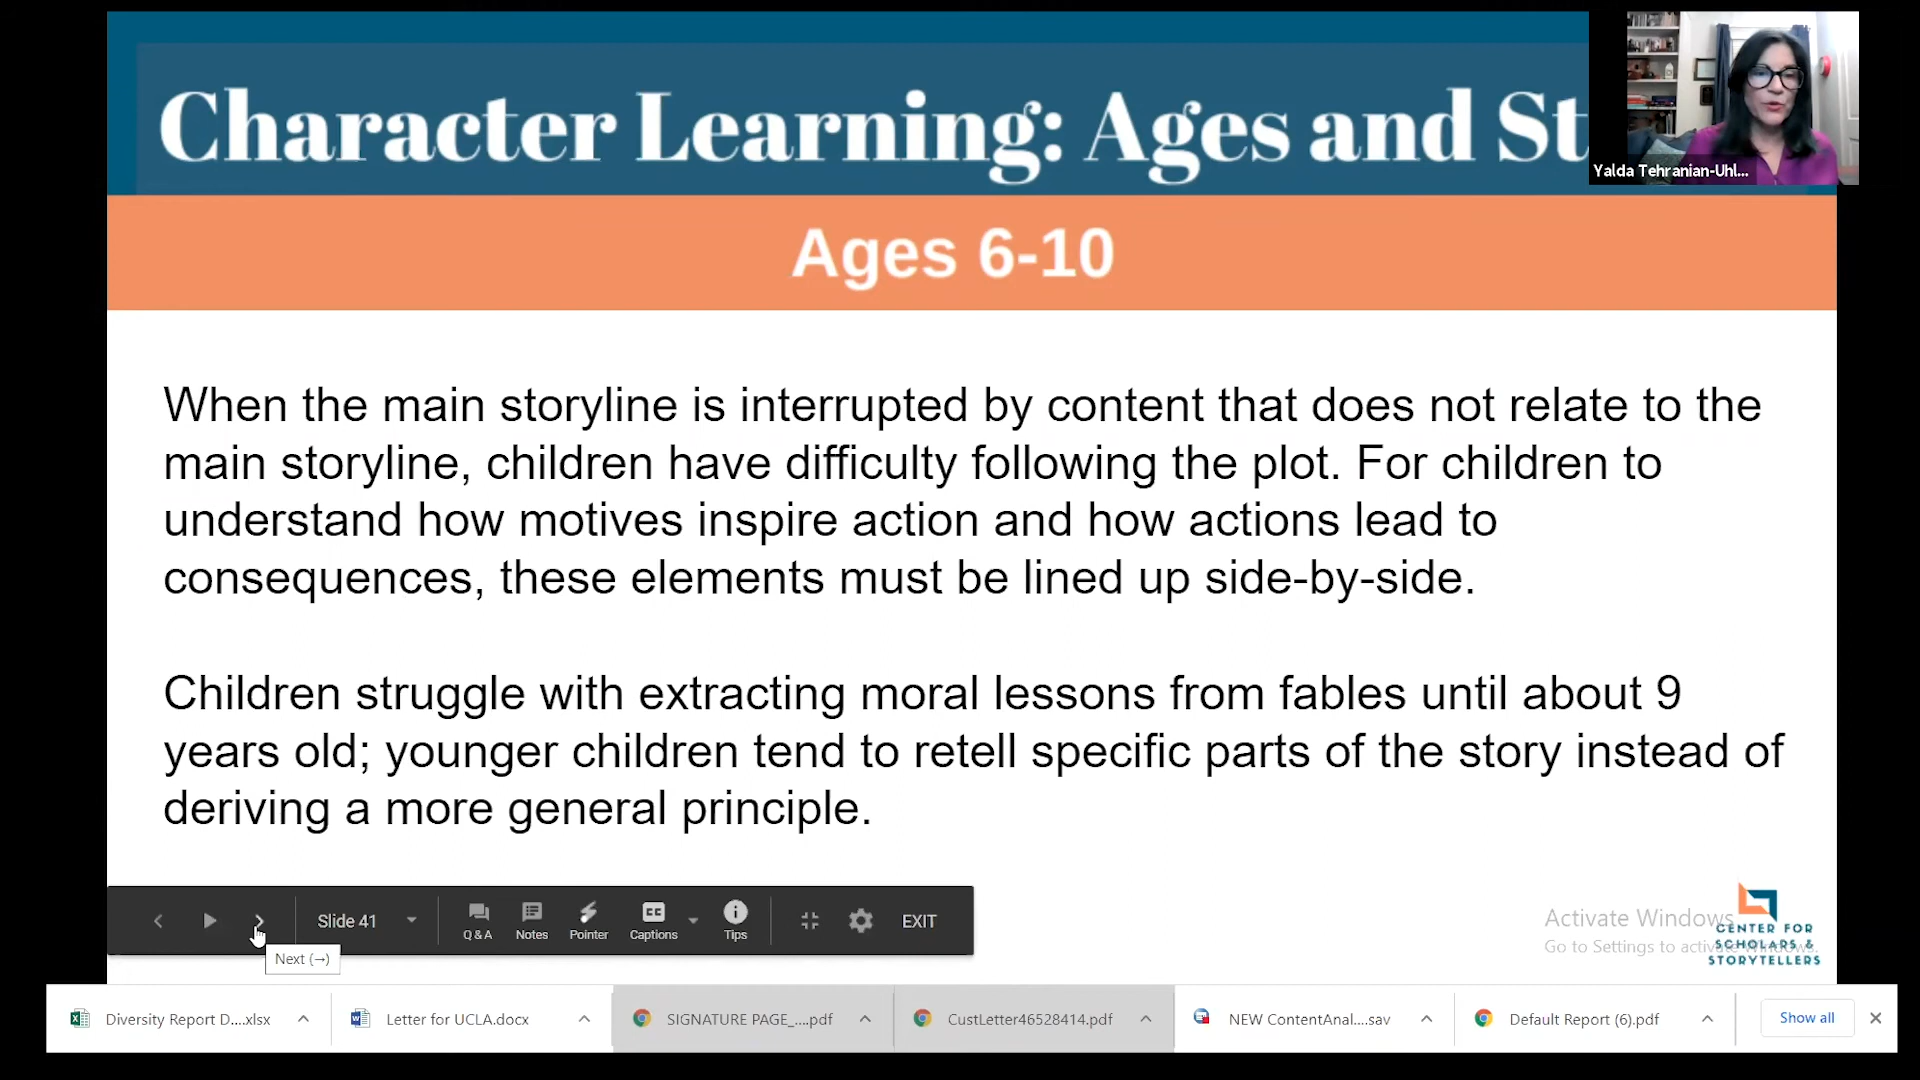 Character Learning: Ages and St
Yalda Tehranian-Uhl...
Ages 6-10
When the main storyline is interrupted by content that does not relate to the
main storyline, children have difficulty following the plot. For children to
understand how motives inspire action and how actions lead to
consequences, these elements must be lined up side-by-side.
Children struggle with extracting moral lessons from fables until about 9
years old; younger children tend to retell specific parts of the story instead of
deriving a more general principle.
Slide 41
Q & A
Notes
Pointer
CC
Captions
Tips
EXIT
Next (→)
Activate Windows
Go to Settings to activate Windows.
CENTER FOR
SCHOLARS &
STORYTELLERS
Diversity Report D....xlsx
Letter for UCLA.docx
SIGNATURE PAGE_....pdf
CustLetter46528414.pdf
NEW ContentAnal....sav
Default Report (6).pdf
Show all